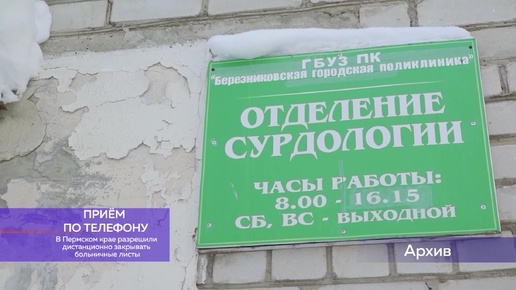 ГБУЗ ПК
"Березниковская городская поликлиника"
ОТДЕЛЕНИЕ
СУРДОЛОГИИ
ЧАСЫ РАБОТЫ:
8.00 - 16.15
СБ, ВС - ВЫХОДНОЙ
ПРИЁМ
ПО ТЕЛЕФОНУ
В Пермском крае разрешили
дистанционно закрывать
больничные листы
Архив